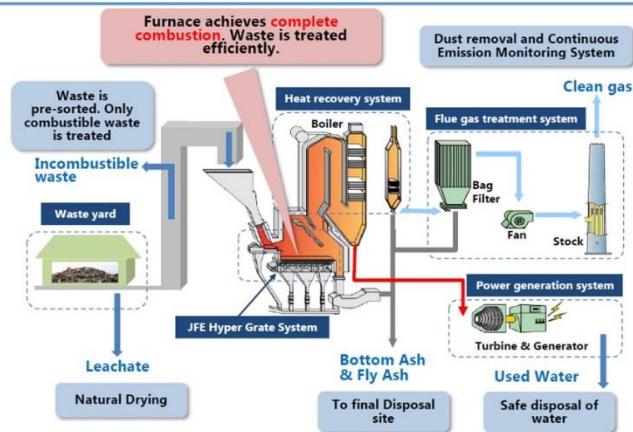 Furnace achieves complete
combustion. Waste is treated
efficiently.
Dust removal and Continuous
Emission Monitoring System
Waste is
pre-sorted. Only
combustible waste
is treated
Incombustible
waste
Waste yard
Leachate
Natural Drying
Heat recovery system
Boiler
JFE Hyper Grate System
Bottom Ash
& Fly Ash
To final Disposal
site
Clean gas
Flue gas treatment system
Bag
Filter
Fan
Stock
Power generation system
Turbine & Generator
Used Water
Safe disposal of
water